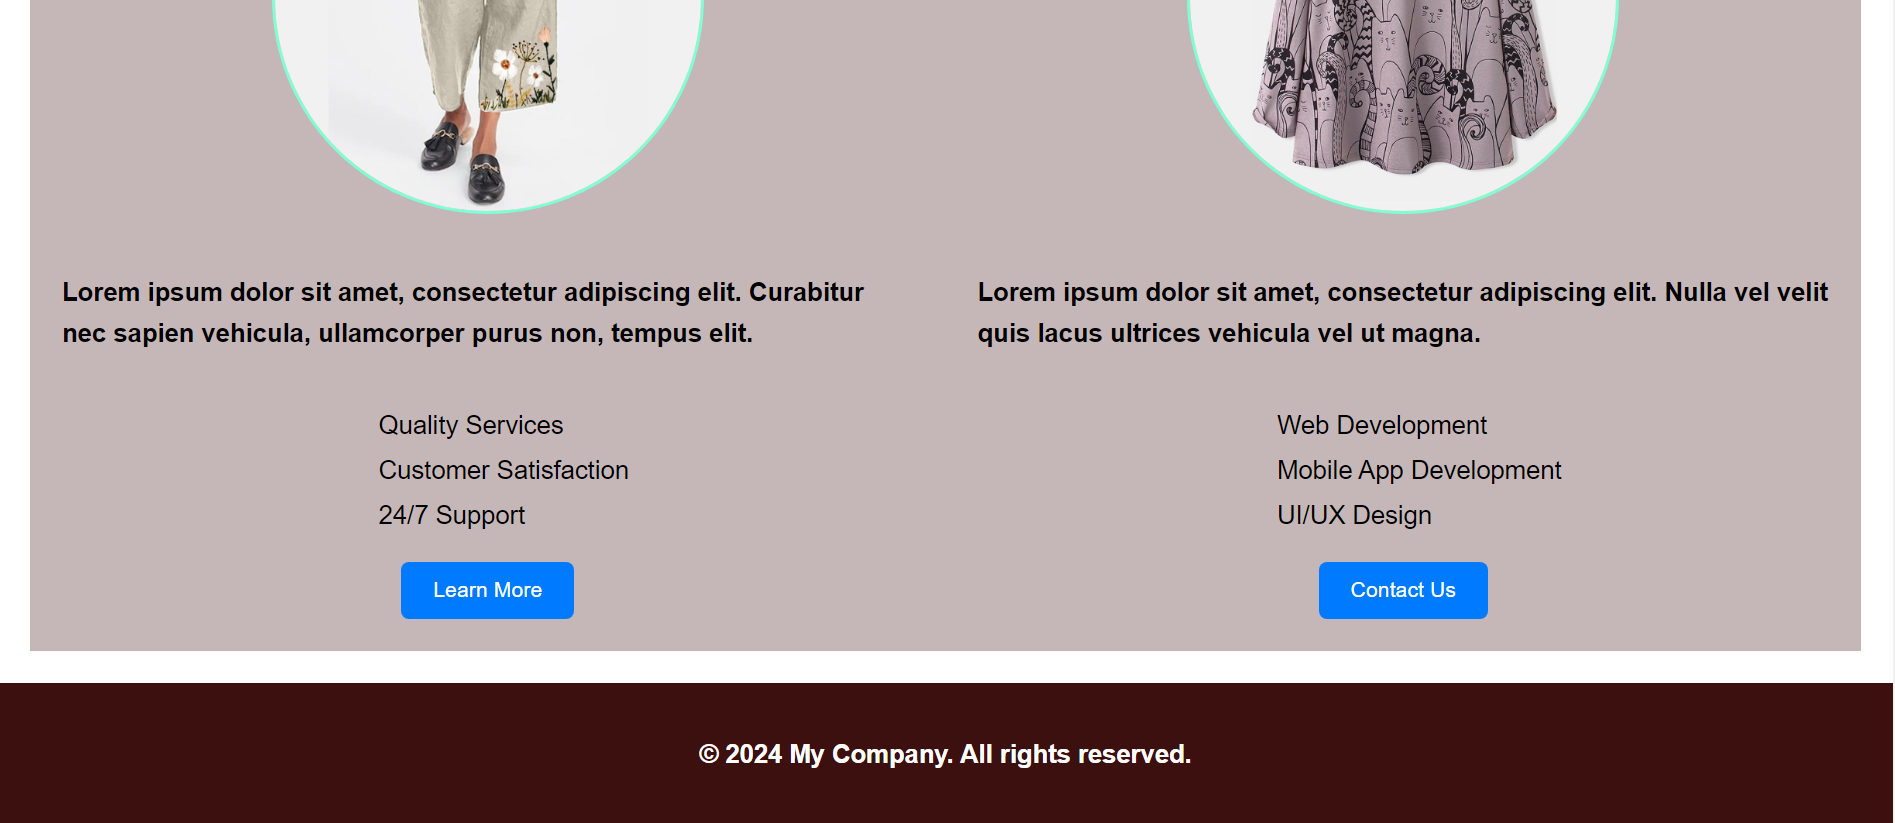 Lorem ipsum dolor sit amet, consectetur adipiscing elit. Curabitur
nec sapien vehicula, ullamcorper purus non, tempus elit.
Quality Services
Customer Satisfaction
24/7 Support
Learn More
Lorem ipsum dolor sit amet, consectetur adipiscing elit. Nulla vel velit
quis lacus ultrices vehicula vel ut magna.
Web Development
Mobile App Development
UI/UX Design
Contact Us
© 2024 My Company. All rights reserved.